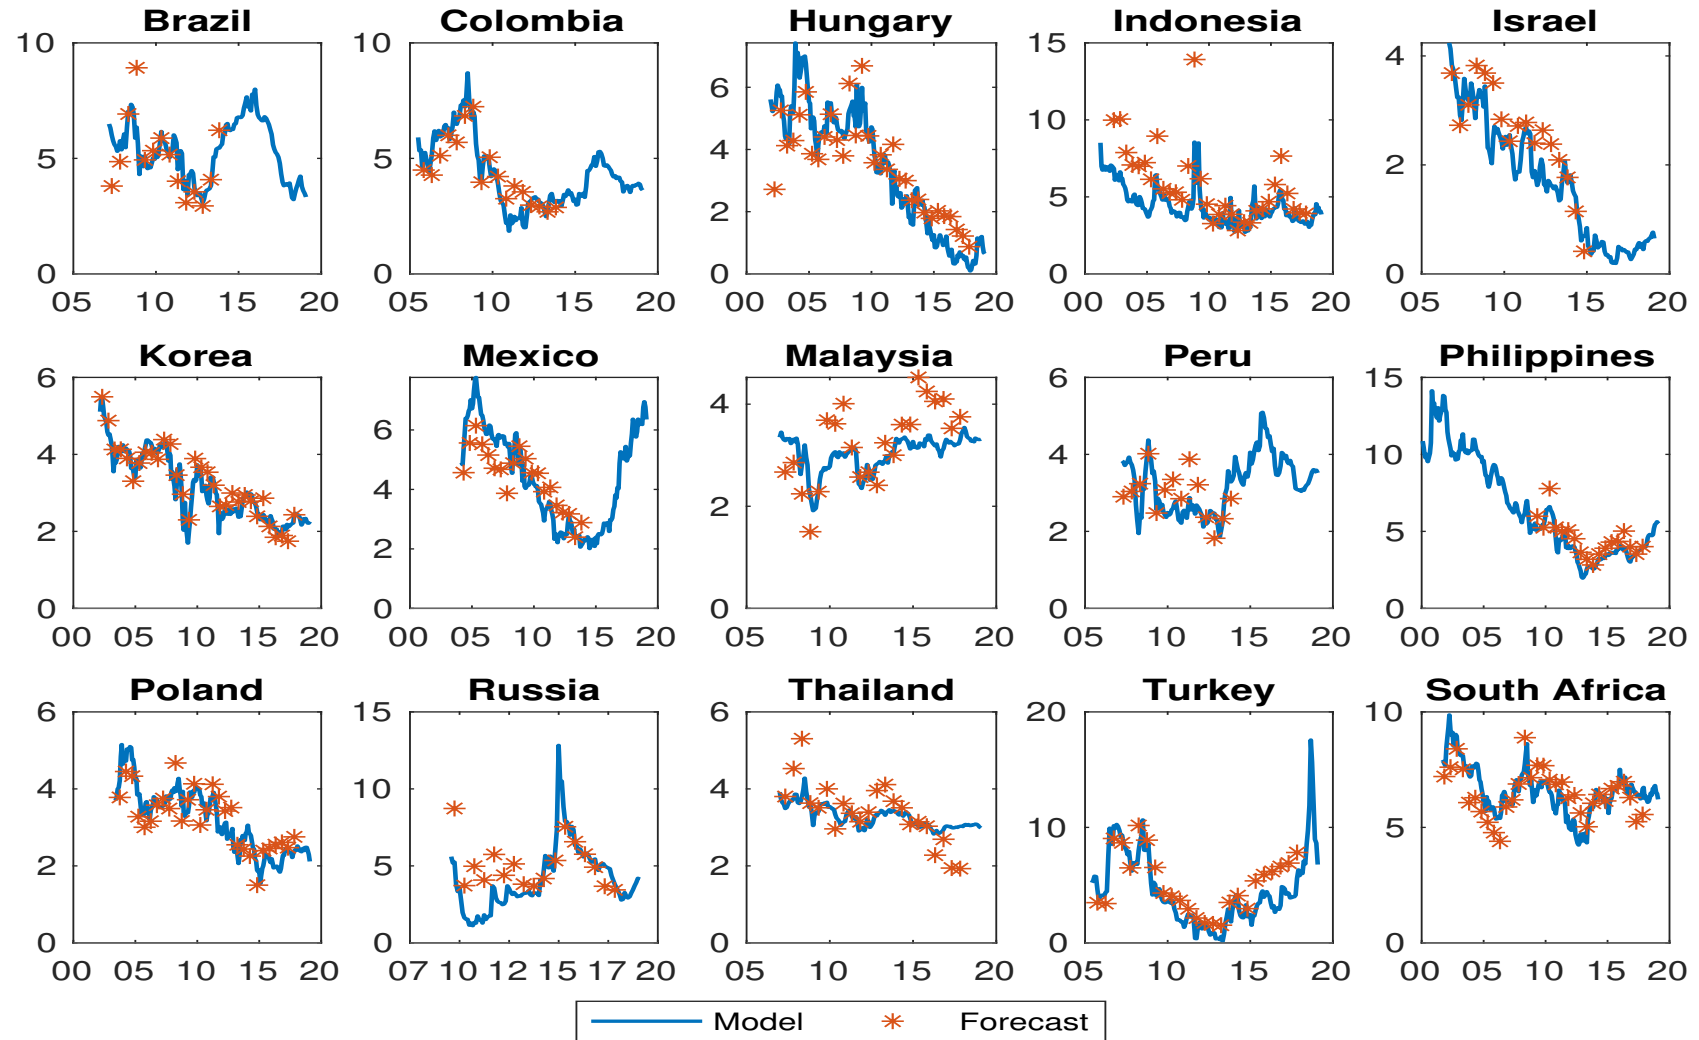 Brazil Colombia Hungary Indonesia Israel
10 5 0 05 10 15 20
10 5 0 05 10 15 20
6 4 2 0 00 05 10 15 20
15 10 5 0 00 05 10 15 20
4 2 0 05 10 15 20
Korea Mexico Malaysia Peru Philippines
6 4 2 0 00 05 10 15 20
6 4 2 0 00 05 10 15 20
4 2 0 05 10 15 20
6 4 2 0 05 10 15 20
15 10 5 0 00 05 10 15 20
Poland Russia Thailand Turkey South Africa
6 4 2 0 00 05 10 15 20
15 10 5 0 07 10 12 15 17 20
6 4 2 0 05 10 15 20
20 10 0 05 10 15 20
10 5 0 00 05 10 15 20
Model Forecast